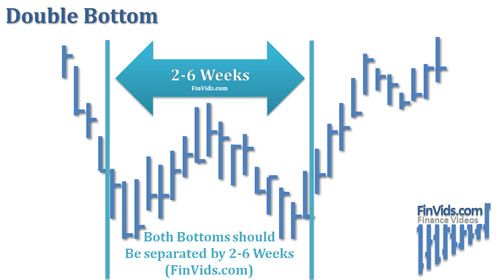 Double Bottom
2-6 Weeks
FinVids.com
Both Bottoms should
Be separated by 2-6 Weeks
(FinVids.com)
FinVids.com
Finance Videos